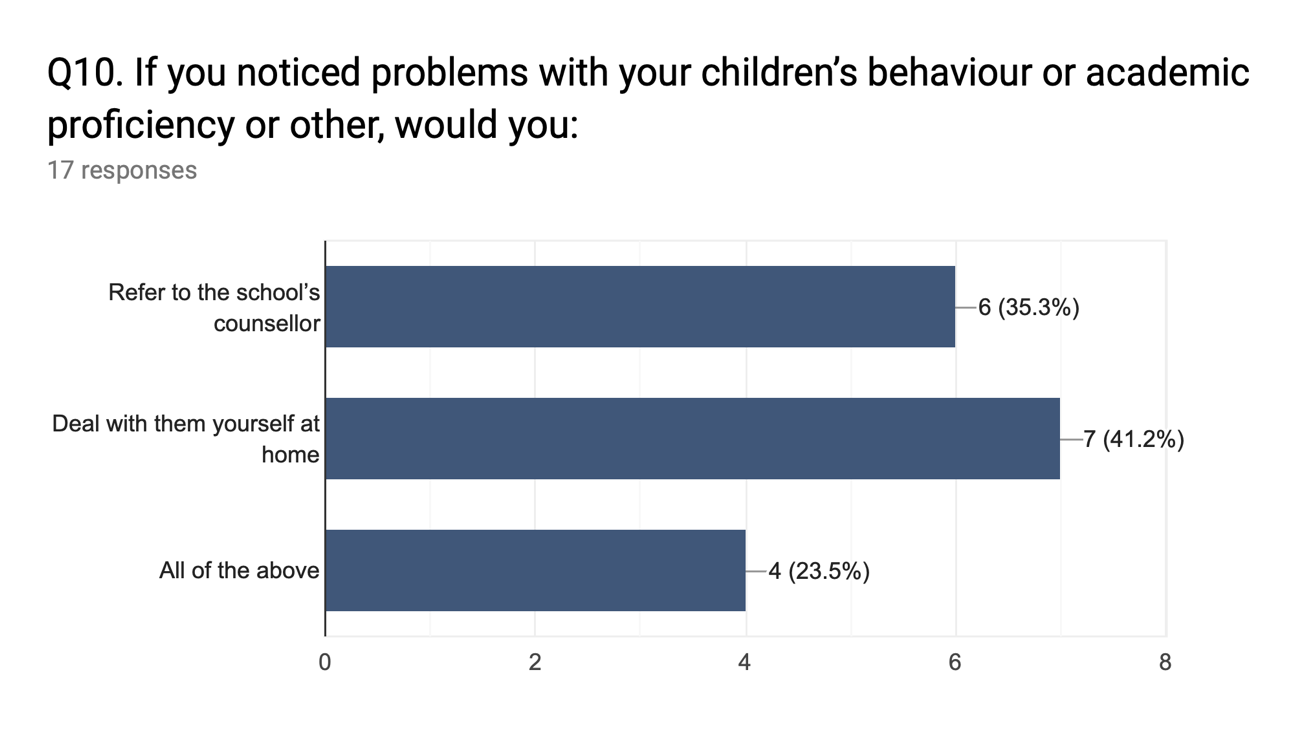 Q10. If you noticed problems with your children’s behaviour or academic
proficiency or other, would you:
17 responses
Refer to the school’s
counsellor
6 (35.3%)
Deal with them yourself at
home
7 (41.2%)
All of the above
4 (23.5%)
0 2 4 6 8